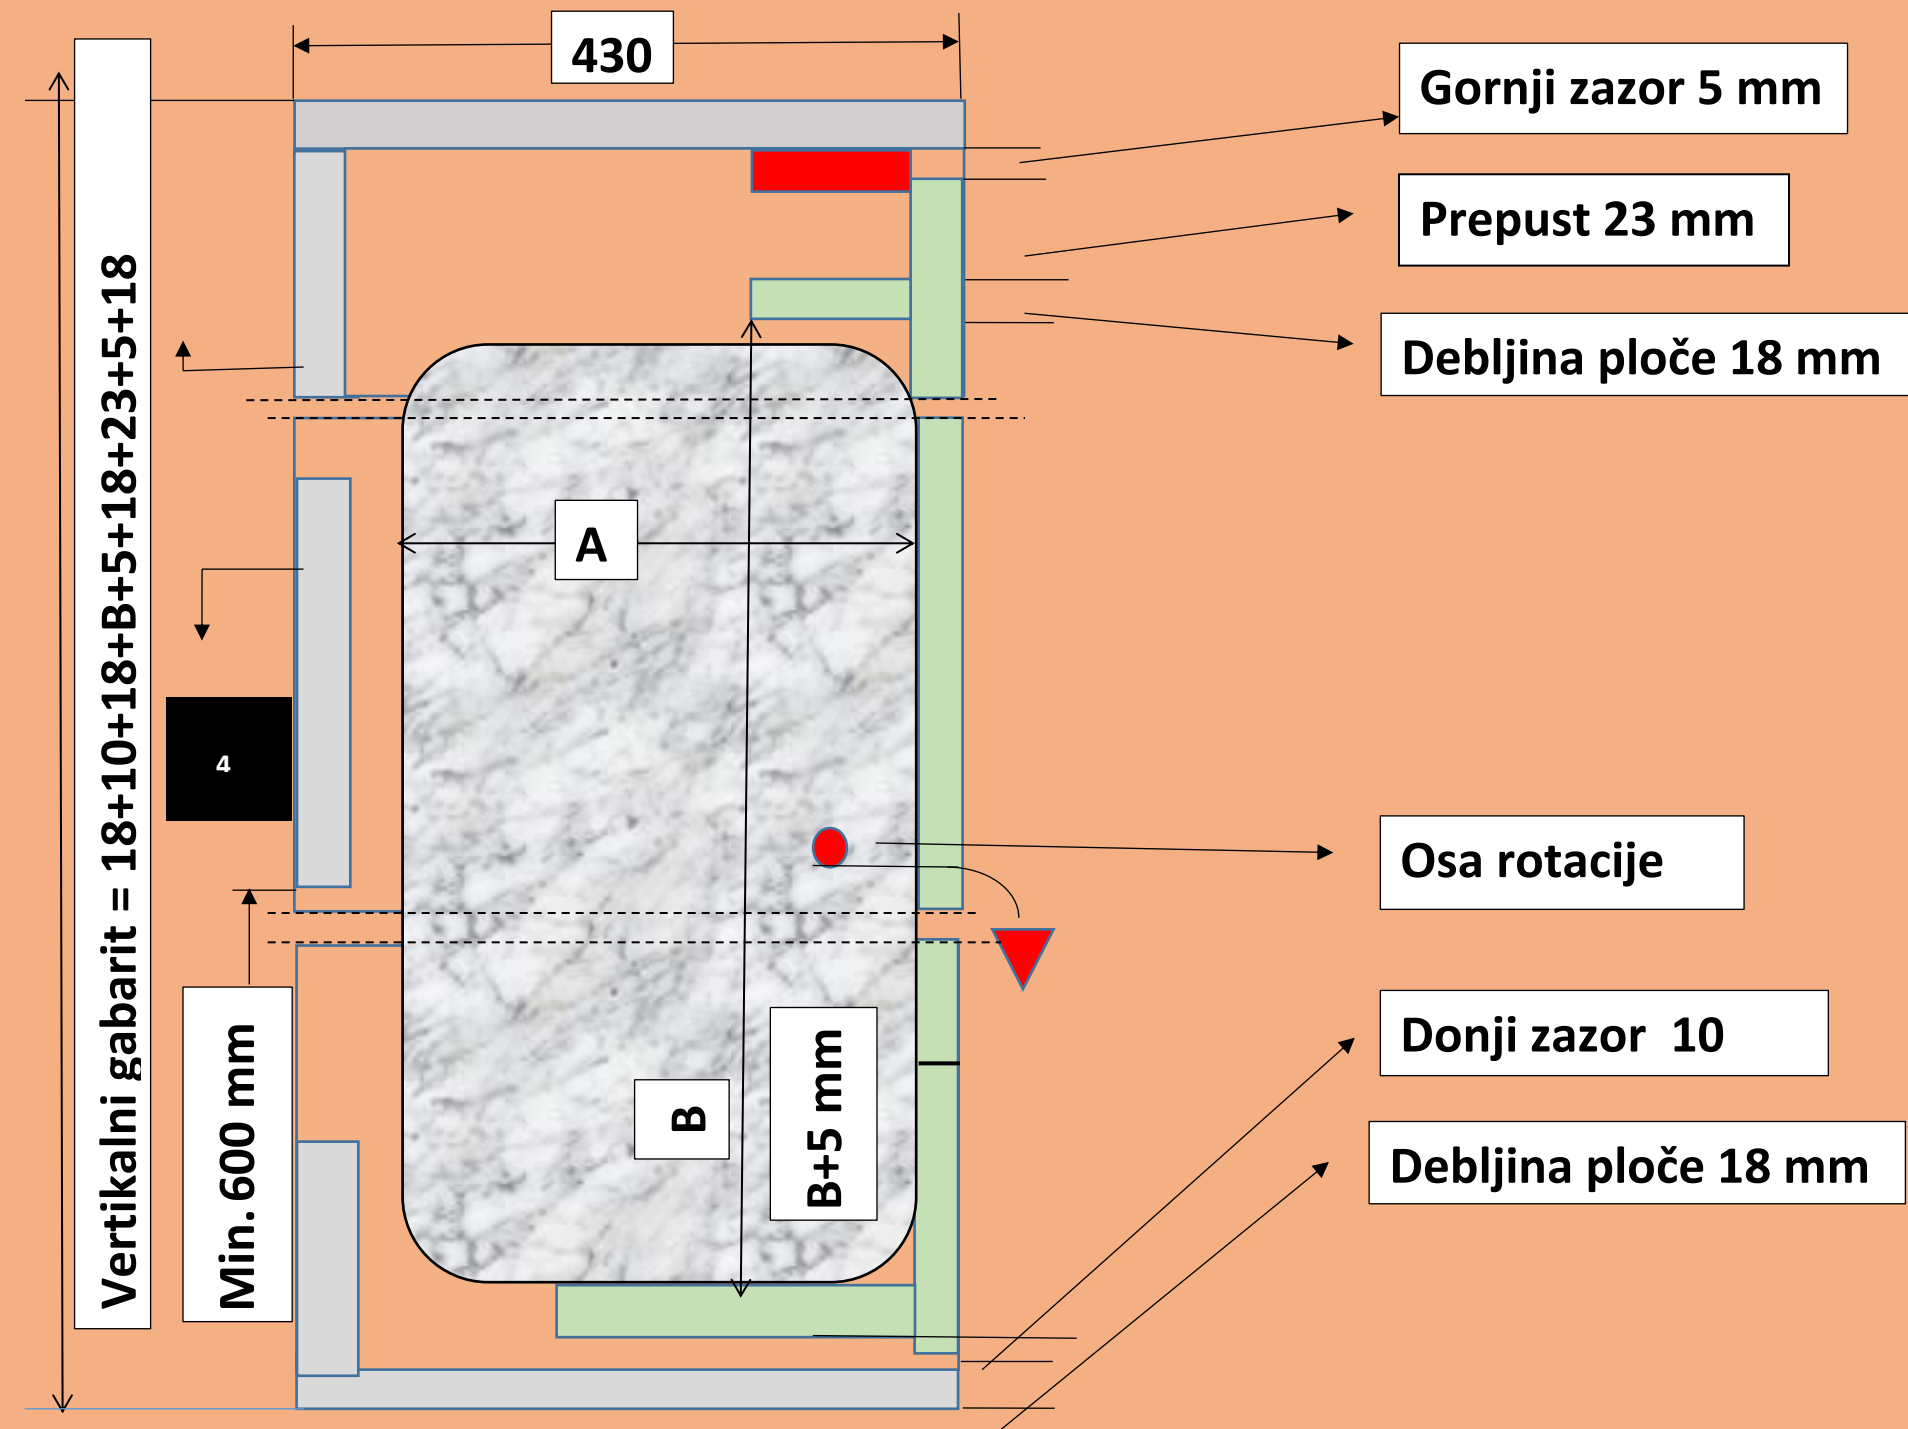 430
Gornji zazor 5 mm
Prepust 23 mm
Debljina ploče 18 mm
Vertikalni gabarit = 18+10+18+B+5+18+23+5+18
A
4
Osa rotacije
Donji zazor 10
Min. 600 mm
B
B+5 mm
Debljina ploče 18 mm